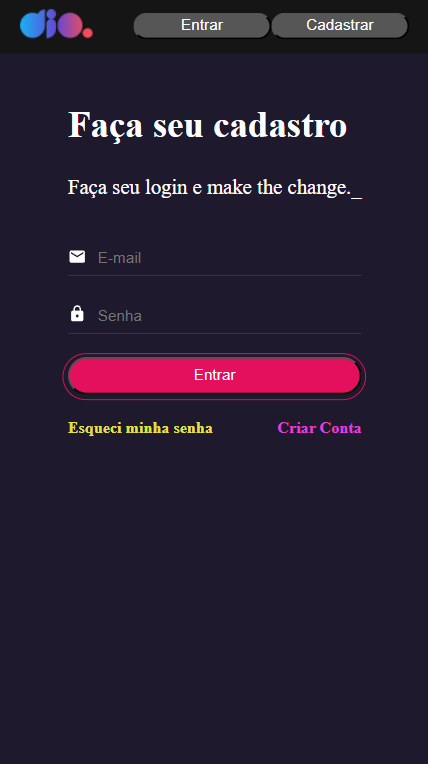 dio.
Entrar
Cadastrar
Faça seu cadastro
Faça seu login e make the change._
E-mail
Senha
Entrar
Esqueci minha senha
Criar Conta